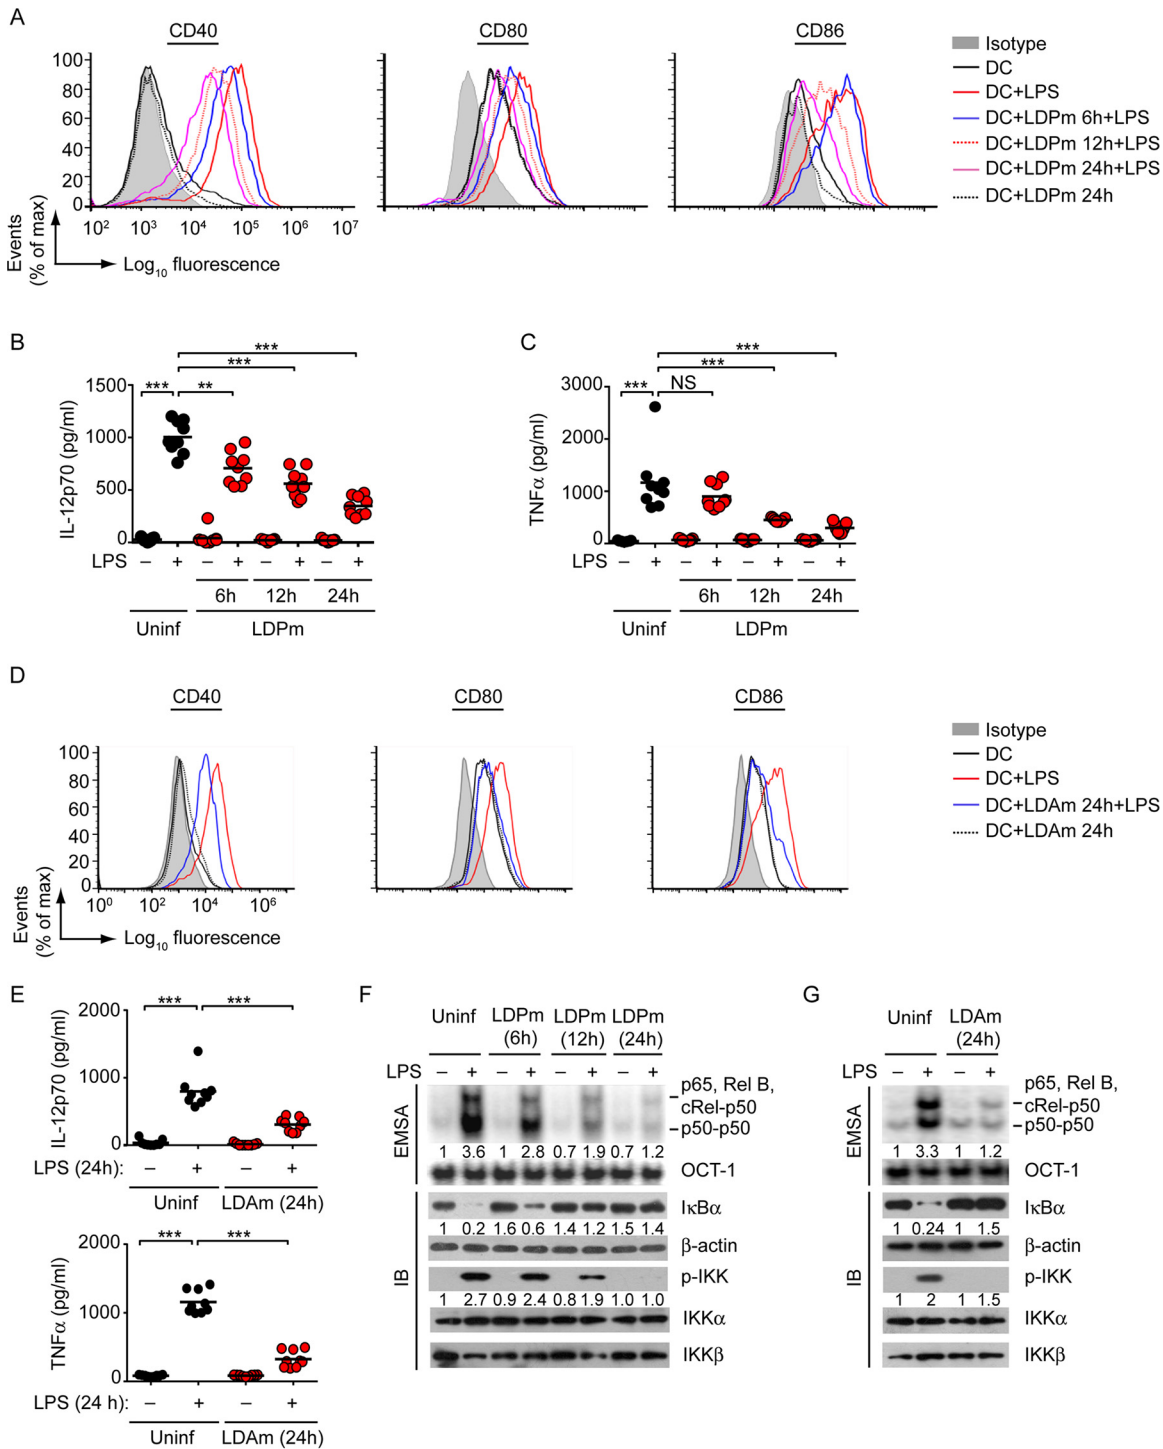 A
CD40
CD80
CD86
100
80
60
40
20
0
10² 10³ 10⁴ 10⁵ 10⁶ 10⁷
Events
(% of max)
Log₁₀ fluorescence
Isotype
DC
DC+LPS
DC+LDPm 6h+LPS
DC+LDPm 12h+LPS
DC+LDPm 24h+LPS
DC+LDPm 24h
B
***
***
*** **
IL-12p70 (pg/ml)
1500
1000
500
0
LPS – + – + – + – +
6h 12h 24h
Uninf LDPm
C
***
***
*** NS
TNFα (pg/ml)
3000
2000
1000
0
LPS – + – + – + – +
6h 12h 24h
Uninf LDPm
D
CD40
CD80
CD86
100
80
60
40
20
0
10⁰ 10² 10⁴ 10⁶
Events
(% of max)
Log₁₀ fluorescence
Isotype
DC
DC+LPS
DC+LDAm 24h+LPS
DC+LDAm 24h
E
*** ***
IL-12p70 (pg/ml)
2000
1000
0
LPS (24h): – + – +
Uninf LDAm (24h)
*** ***
TNFα (pg/ml)
2000
1000
0
LPS (24 h): – + – +
Uninf LDAm (24h)
F
Uninf LDPm (6h) LDPm (12h) LDPm (24h)
LPS – + – + – + – +
EMSA
p65, Rel B,
cRel-p50
p50-p50
1 3.6 1 2.8 0.7 1.9 0.7 1.2
OCT-1
IB
IκBα
1 0.2 1.6 0.6 1.4 1.2 1.5 1.4
β-actin
p-IKK
1 2.7 0.9 2.4 0.8 1.9 1.0 1.0
IKKα
IKKβ
G
Uninf LDAm (24h)
LPS – + – +
EMSA
p65, Rel B,
cRel-p50
p50-p50
1 3.3 1 1.2
OCT-1
IB
IκBα
1 0.24 1 1.5
β-actin
p-IKK
1 2 1 1.5
IKKα
IKKβ